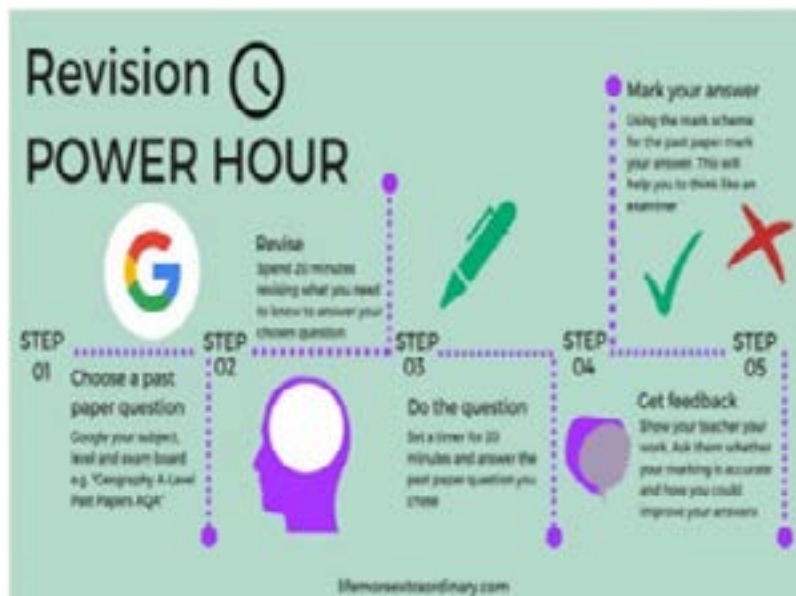 Revision
POWER HOUR
STEP
01
Choose a past
paper question
Google your subject,
level and exam board
e.g. "Geography A-Level
Past Papers AQA"
STEP
02
Revise
Spend 20 minutes
revising what you need
to know to answer your
chosen question
STEP
03
Do the question
Set a timer for 20
minutes and answer the
past paper question you
chose
STEP
04
Mark your answer
Using the mark scheme
for the past paper mark
your answer. This will
help you to think like an
examiner
STEP
05
Get feedback
Show your teacher your
work. Ask them whether
your marking is accurate
and how you could
improve your answers
lifemoreextraordinary.com